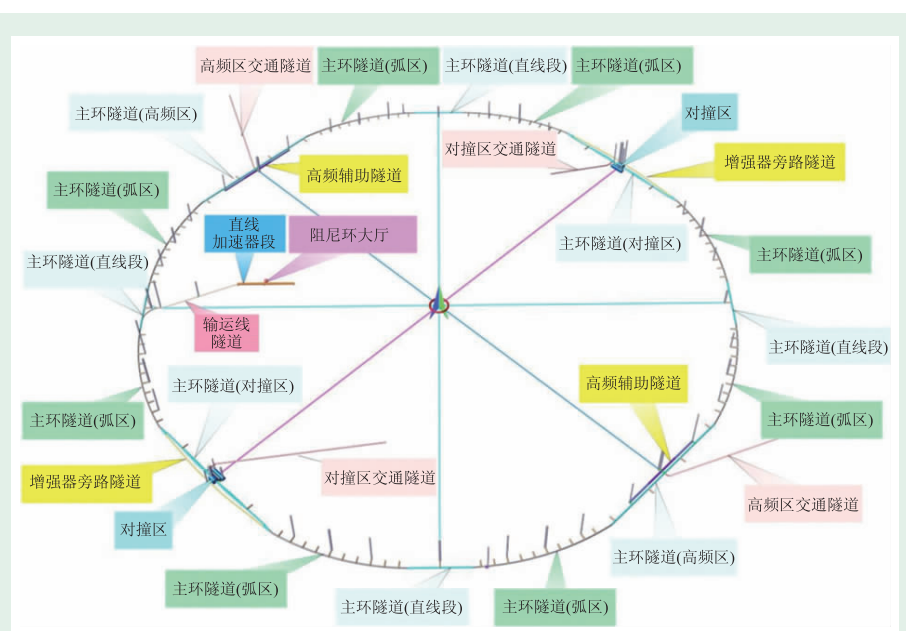 高频区交通隧道
主环隧道(弧区)
主环隧道(直线段)
主环隧道(弧区)
主环隧道(高频区)
对撞区
对撞区交通隧道
增强器旁路隧道
高频辅助隧道
主环隧道(弧区)
直线
加速器段
阻尼环大厅
主环隧道(对撞区)
主环隧道(弧区)
主环隧道(直线段)
输运线
隧道
主环隧道(直线段)
主环隧道(对撞区)
高频辅助隧道
主环隧道(弧区)
主环隧道(弧区)
增强器旁路隧道
对撞区交通隧道
高频区交通隧道
对撞区
主环隧道(高频区)
主环隧道(弧区)
主环隧道(直线段)
主环隧道(弧区)